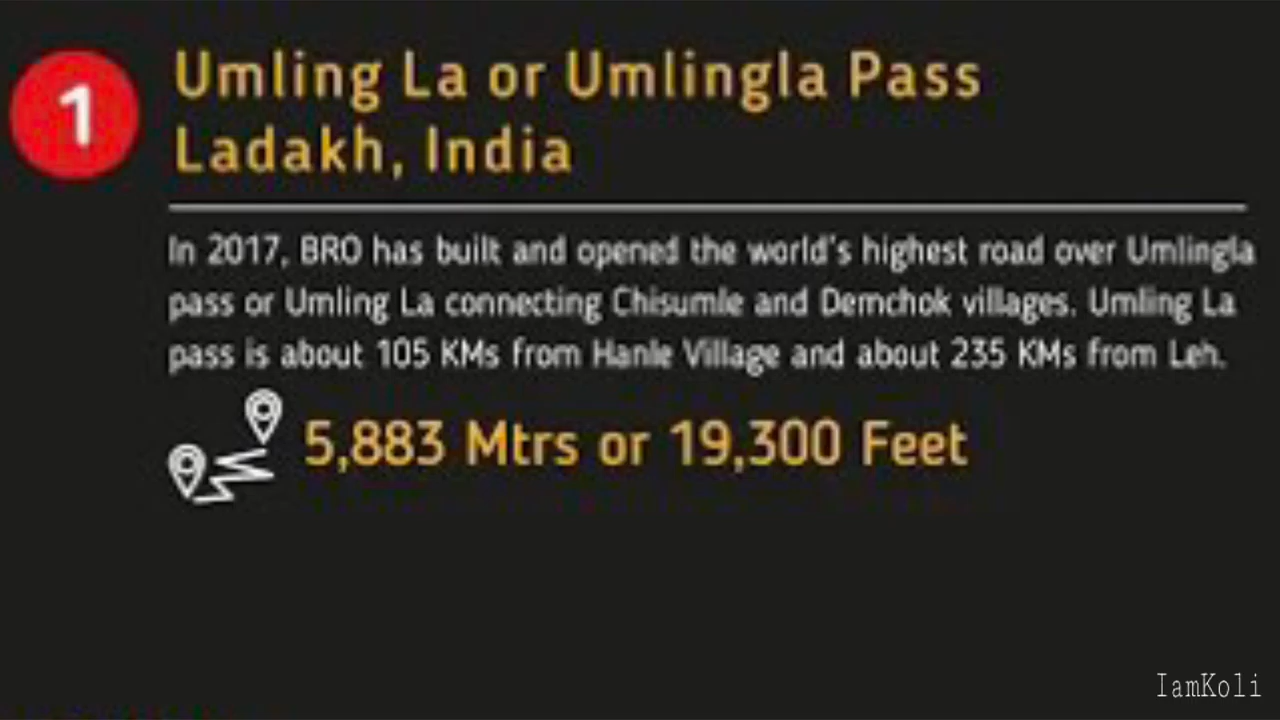 1
Umling La or Umlingla Pass
Ladakh, India
In 2017, BRO has built and opened the world's highest road over Umlingla
pass or Umling La connecting Chisumle and Demchok villages. Umling La
pass is about 105 KMs from Hanle Village and about 235 KMs from Leh.
5,883 Mtrs or 19,300 Feet
IamKoli